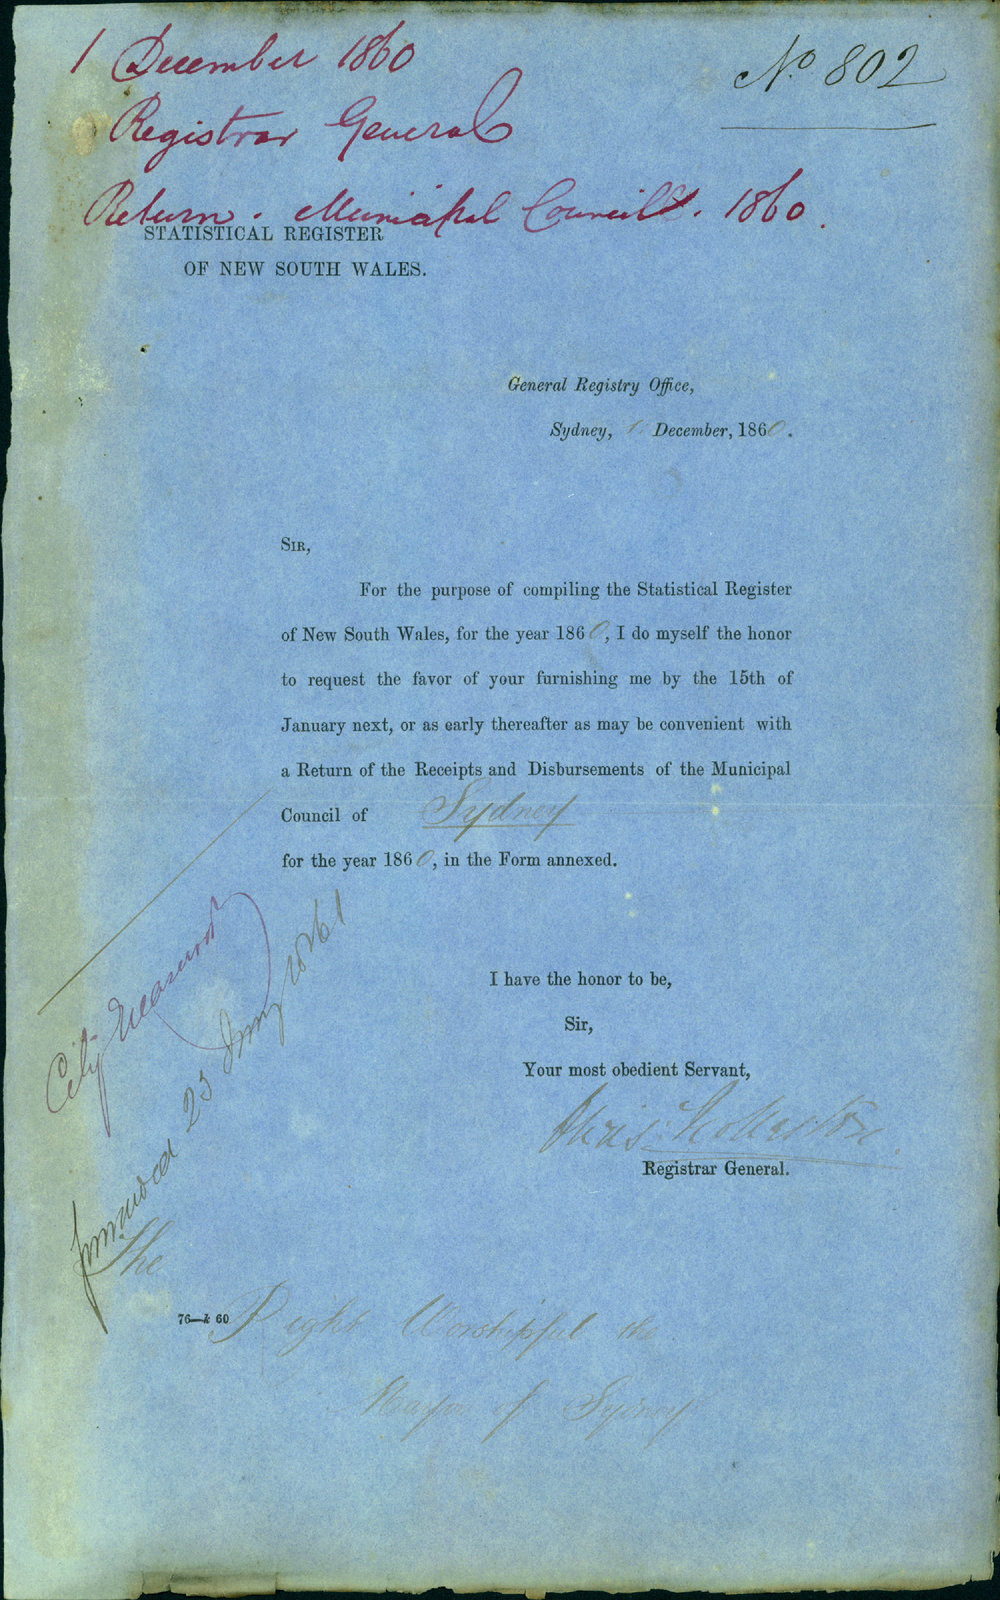 1 December 1860
No. 802
Registrar General
Return. Municipal Council. 1860.
STATISTICAL REGISTER
OF NEW SOUTH WALES.
General Registry Office,
Sydney, 1 December, 1860.
SIR,
For the purpose of compiling the Statistical Register
of New South Wales, for the year 1860, I do myself the honor
to request the favor of your furnishing me by the 15th of
January next, or as early thereafter as may be convenient with
a Return of the Receipts and Disbursements of the Municipal
Council of Sydney
for the year 1860, in the Form annexed.
City Treasurer
23 Jany 1861
I have the honor to be,
Sir,
Your most obedient Servant,
Chris Rolleston
Registrar General.
The
76—k 60
Right Worshipful the
Mayor of Sydney